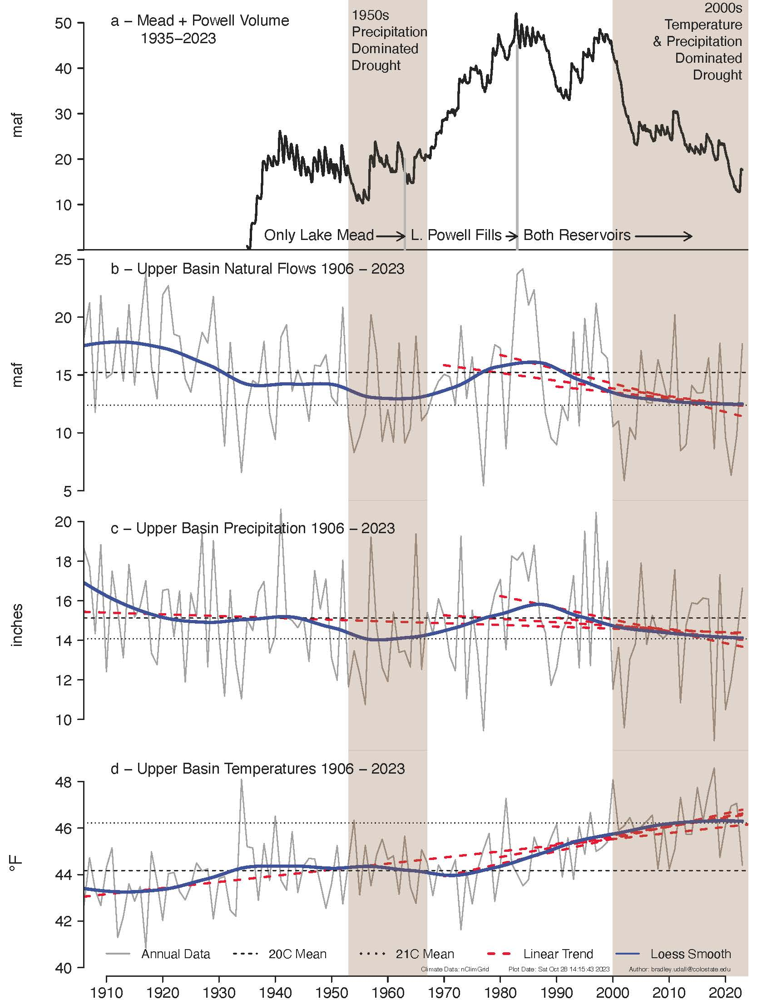 a – Mead + Powell Volume
1935–2023
1950s
Precipitation
Dominated
Drought
2000s
Temperature
& Precipitation
Dominated
Drought
50
40
30
20
10
maf
Only Lake Mead
L. Powell Fills
Both Reservoirs
b – Upper Basin Natural Flows 1906 – 2023
25
20
15
10
5
maf
c – Upper Basin Precipitation 1906 – 2023
20
18
16
14
12
10
inches
d – Upper Basin Temperatures 1906 – 2023
48
46
44
42
40
°F
Annual Data 20C Mean 21C Mean Linear Trend Loess Smooth
Climate Data: nClimGrid Plot Date: Sat Oct 28 14:15:43 2023 Author: bradley.udall@colostate.edu
1910 1920 1930 1940 1950 1960 1970 1980 1990 2000 2010 2020